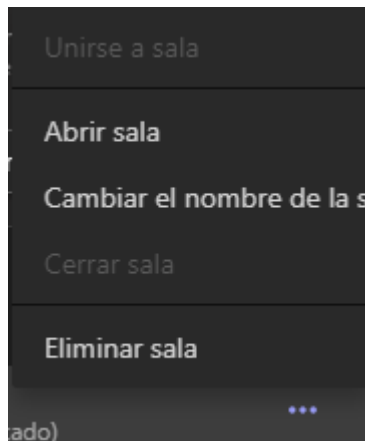 Unirse a sala
Abrir sala
Cambiar el nombre de la s
Cerrar sala
Eliminar sala
ado)